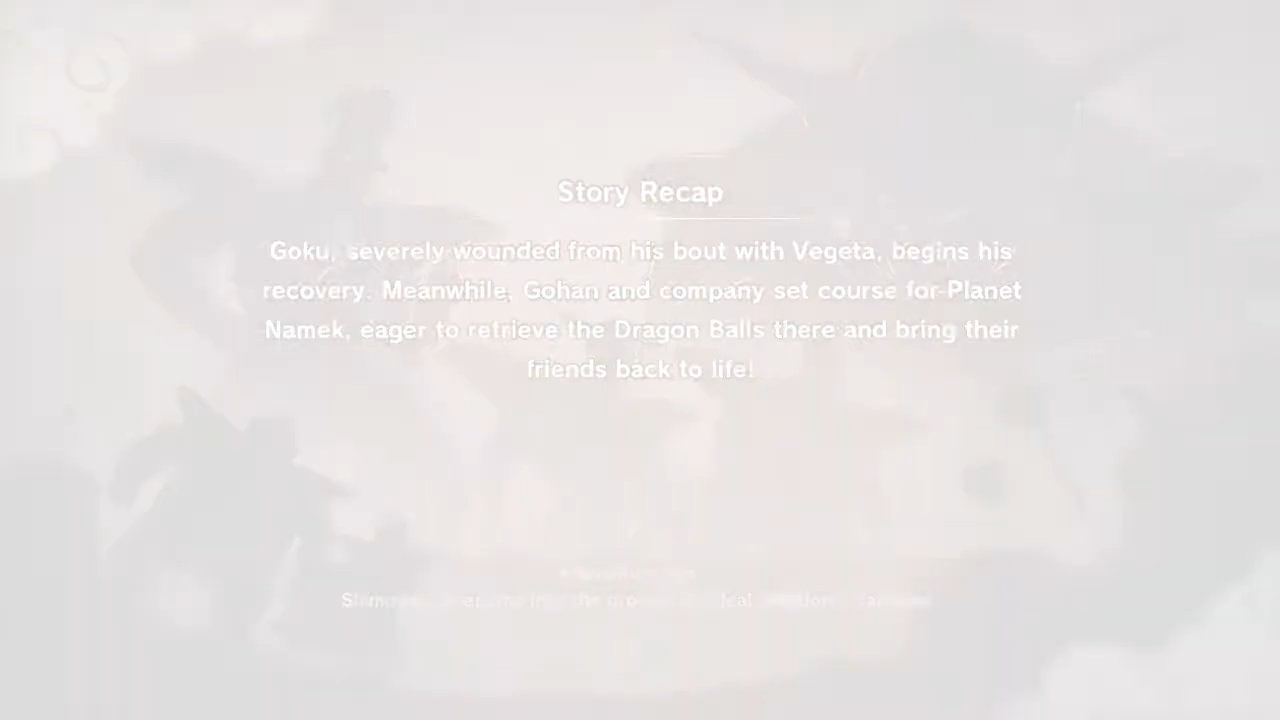 Story Recap
Goku, severely wounded from his bout with Vegeta, begins his
recovery. Meanwhile, Gohan and company set course for Planet
Namek, eager to retrieve the Dragon Balls there and bring their
friends back to life!
the